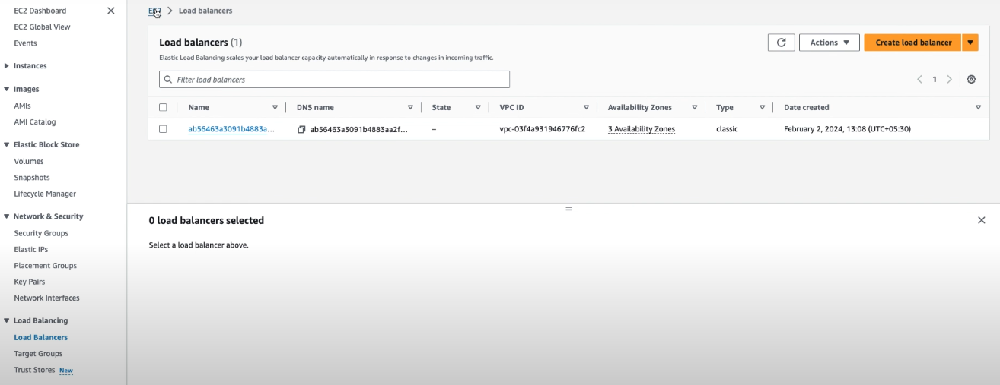 EC2 Dashboard
EC2 Global View
Events
Instances
Images
AMIs
AMI Catalog
Elastic Block Store
Volumes
Snapshots
Lifecycle Manager
Network & Security
Security Groups
Elastic IPs
Placement Groups
Key Pairs
Network Interfaces
Load Balancing
Load Balancers
Target Groups
Trust Stores New
EC2 > Load balancers
Load balancers (1)
Elastic Load Balancing scales your load balancer capacity automatically in response to changes in incoming traffic.
Actions
Create load balancer
Filter load balancers
1
Name DNS name State VPC ID Availability Zones Type Date created
ab56463a3091b4883a... ab56463a3091b4883aa2f... – vpc-03f4a931946776fc2 3 Availability Zones classic February 2, 2024, 13:08 (UTC+05:30)
0 load balancers selected
Select a load balancer above.